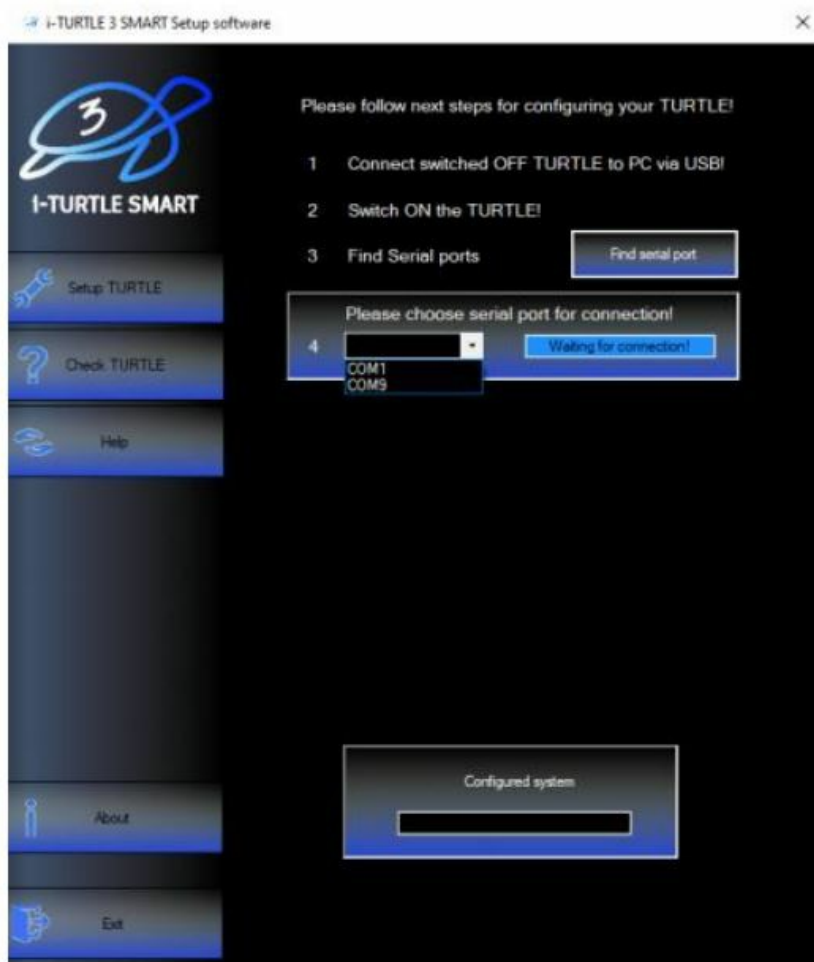 i-TURTLE 3 SMART Setup software
3
i-TURTLE SMART
Setup TURTLE
Check TURTLE
Help
About
Exit
Please follow next steps for configuring your TURTLE!
1 Connect switched OFF TURTLE to PC via USB!
2 Switch ON the TURTLE!
3 Find Serial ports
Find serial port
Please choose serial port for connection!
4
Waiting for connection!
COM1
COM9
Configured system